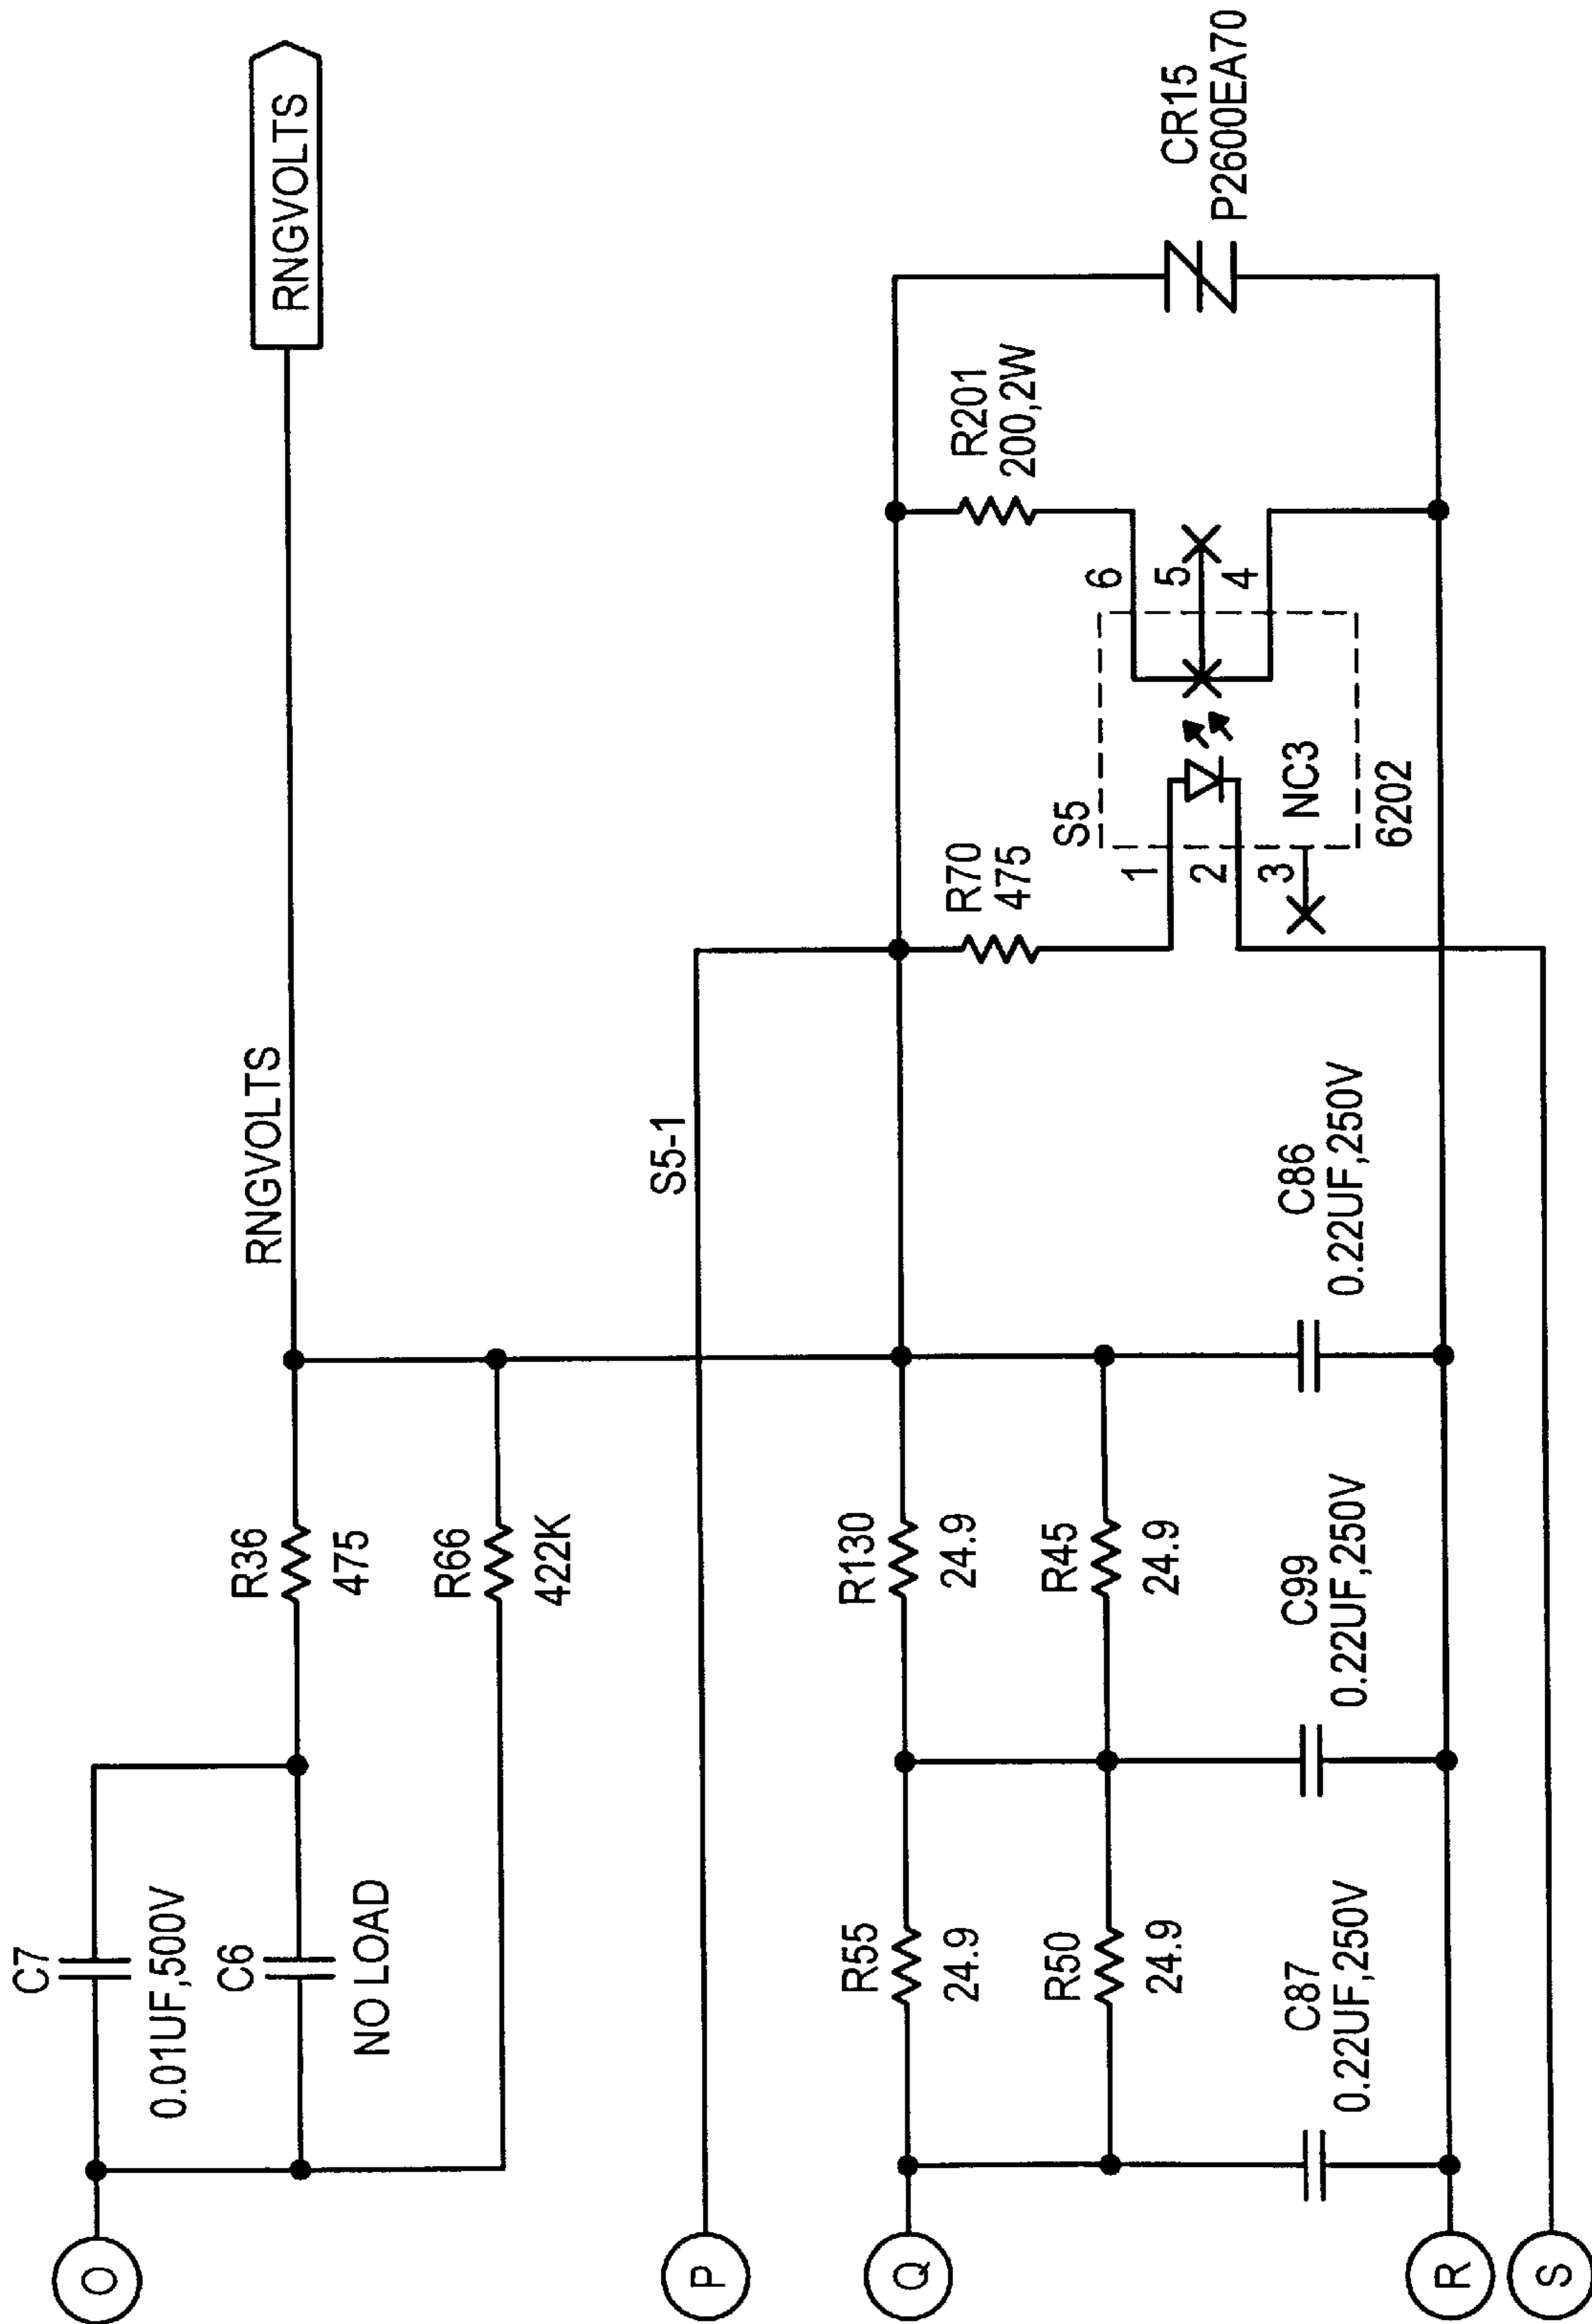 C7
0.01UF,500V
C6
NO LOAD
R36
475
R66
422K
RNGVOLTS
RNGVOLTS
O
S5-1
P
R55
24.9
R130
24.9
R50
24.9
R45
24.9
Q
C87
0.22UF,250V
C99
0.22UF,250V
C86
0.22UF,250V
R70
475
R201
200,2W
S5
1
2
3
6
5
4
NC3
6202
CR15
P2600EA70
R
S